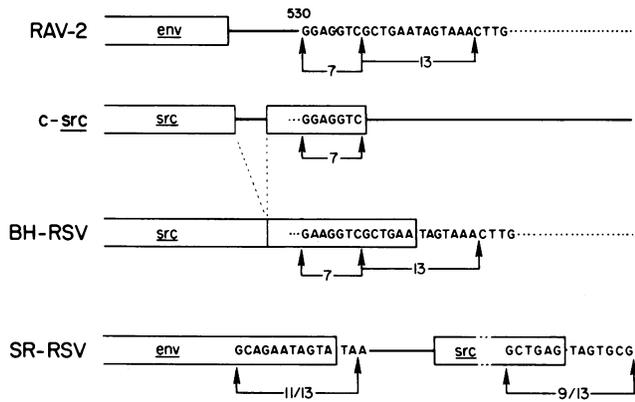 530
RAV-2 env GGAGGTCGCTGAATAGTAAACTTG
7 13
c-src src ···GGAGGTC
7
BH-RSV src ···GAAGGTCGCTGAA TAGTAAACTTG
7 13
SR-RSV env GCAGAATAGTA TAA src GCTGAG TAGTGCG
11/13 9/13